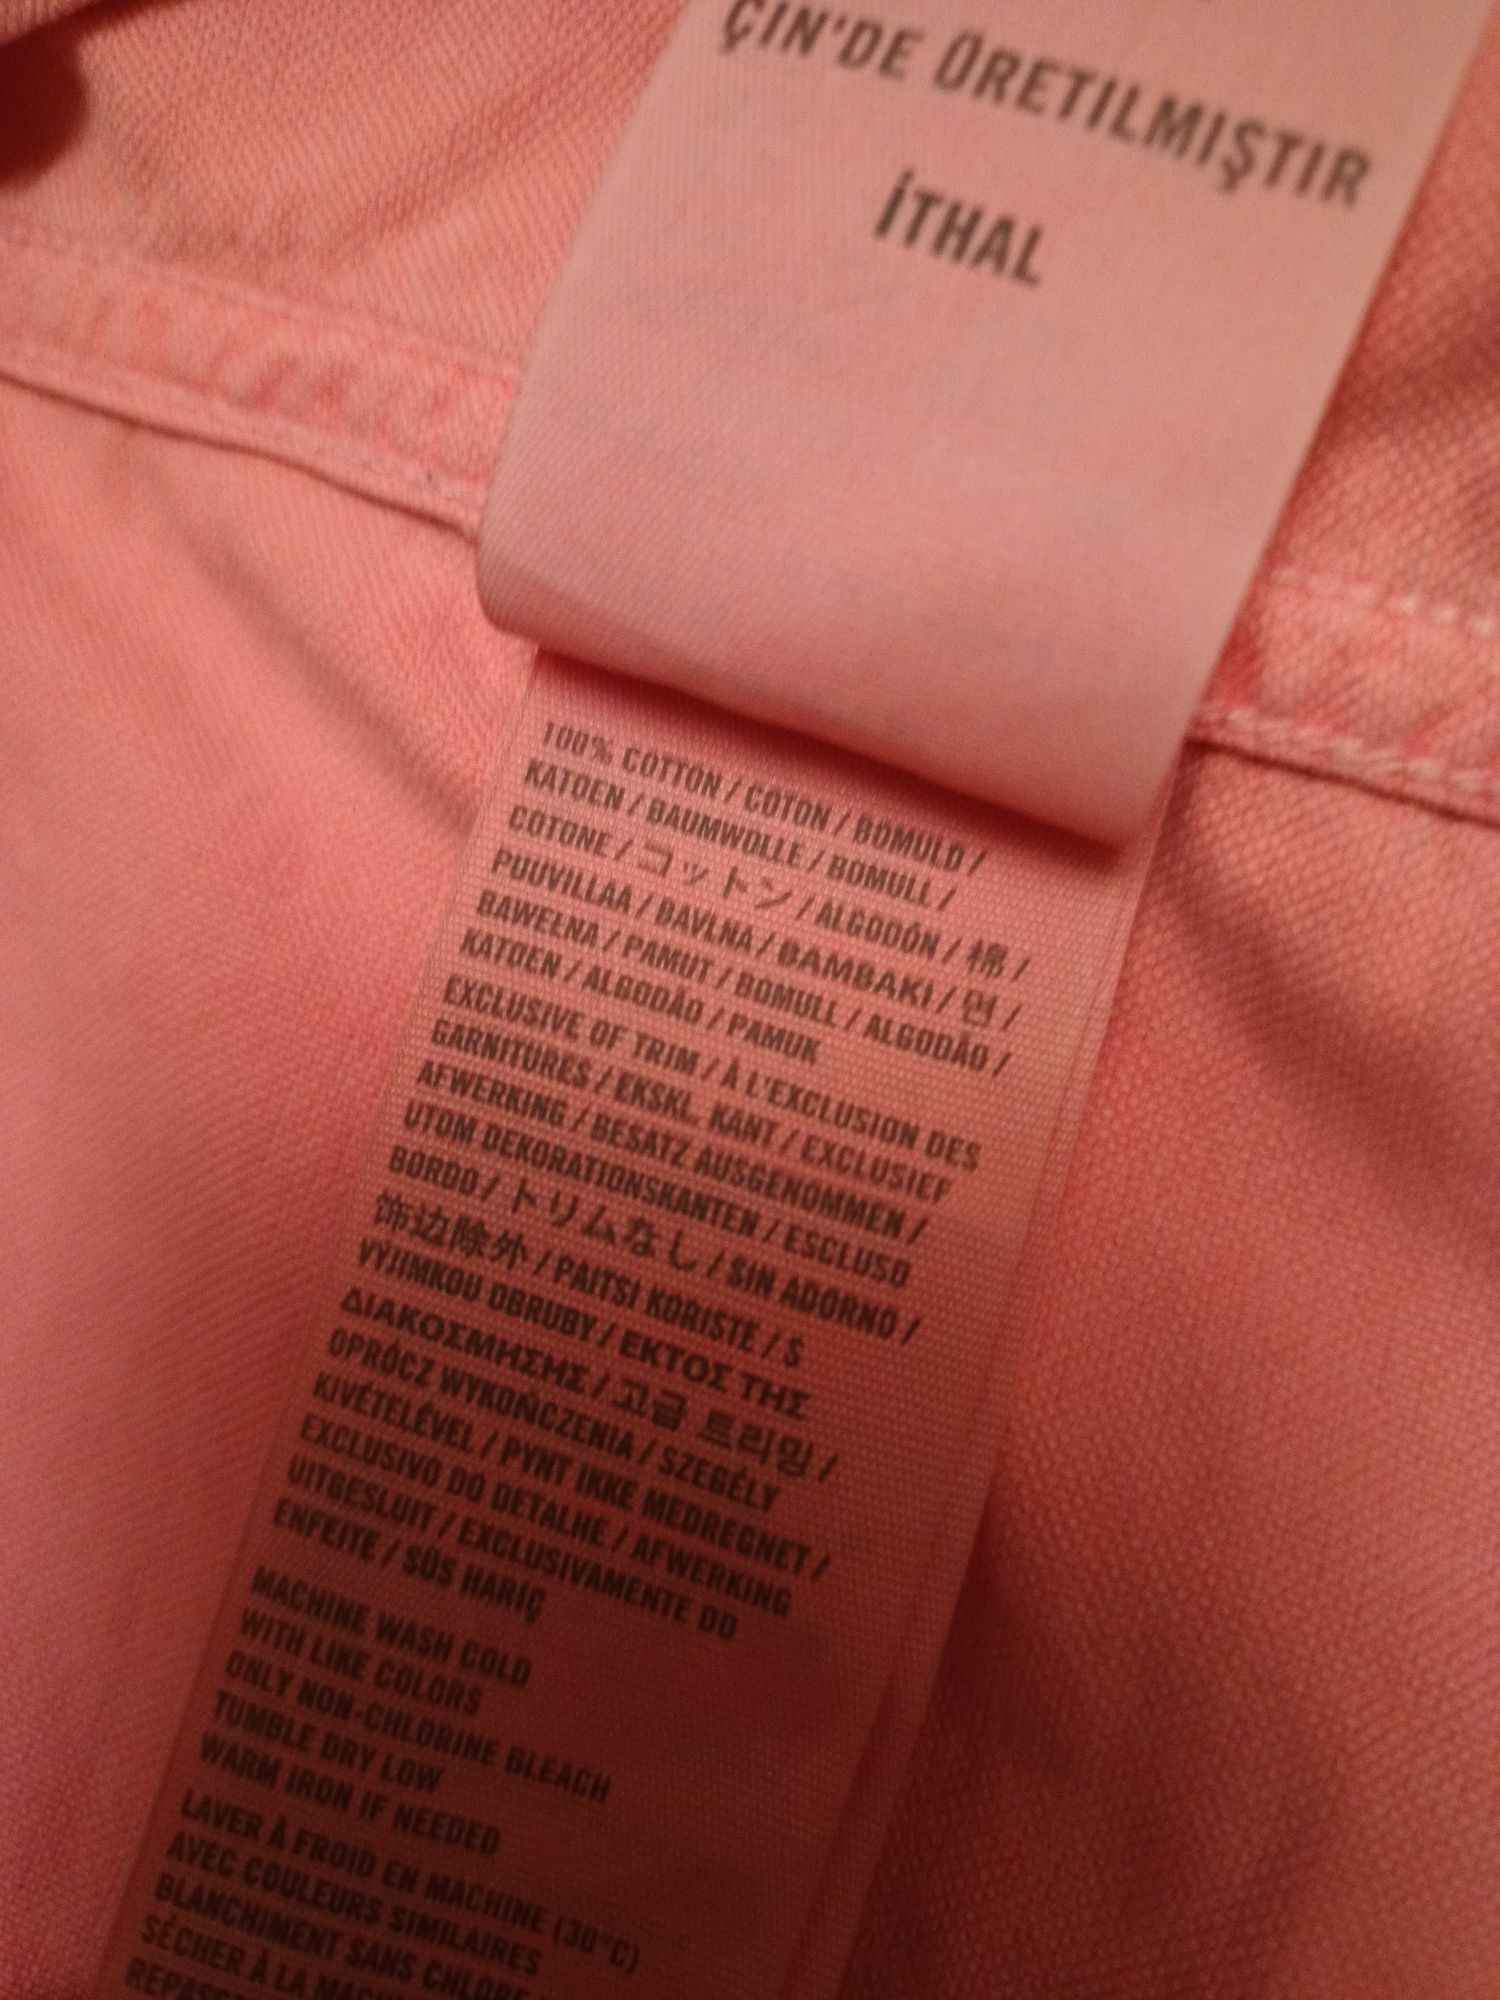 ÇİN'DE ÜRETILMIŞTIR
İTHAL
100% COTTON / COTON / BOMULD /
KATOEN / BAUMWOLLE / BOMULL /
COTONE / コットン / ALGODÓN / 棉 /
PUUVILLAA / BAVLNA / ΒΑΜΒΑΚΙ / 면 /
BAWEŁNA / PAMUT / BOMULL / ALGODÃO /
KATOEN / ALGODÃO / PAMUK
EXCLUSIVE OF TRIM / À L'EXCLUSION DES
GARNITURES / EKSKL. KANT / EXCLUSIEF
AFWERKING / BESATZ AUSGENOMMEN /
UTOM DEKORATIONSKANTEN / ESCLUSO
BORDO / トリムなし / SIN ADORNO /
饰边除外 / PAITSI KORISTE / S
VÝJIMKOU OBRUBY / ΕΚΤΟΣ ΤΗΣ
ΔΙΑΚΟΣΜΗΣΗΣ / 고급 트리밍 /
OPRÓCZ WYKOŃCZENIA / SZEGÉLY
KIVÉTELÉVEL / PYNT IKKE MEDREGNET /
EXCLUSIVO DO DETALHE / AFWERKING
UITGESLUIT / EXCLUSIVAMENTE DO
ENFEITE / SÜS HARİÇ
MACHINE WASH COLD
WITH LIKE COLORS
ONLY NON-CHLORINE BLEACH
TUMBLE DRY LOW
WARM IRON IF NEEDED
LAVER À FROID EN MACHINE (30°C)
AVEC COULEURS SIMILAIRES
BLANCHIMENT SANS CHLORE
SÉCHER À LA